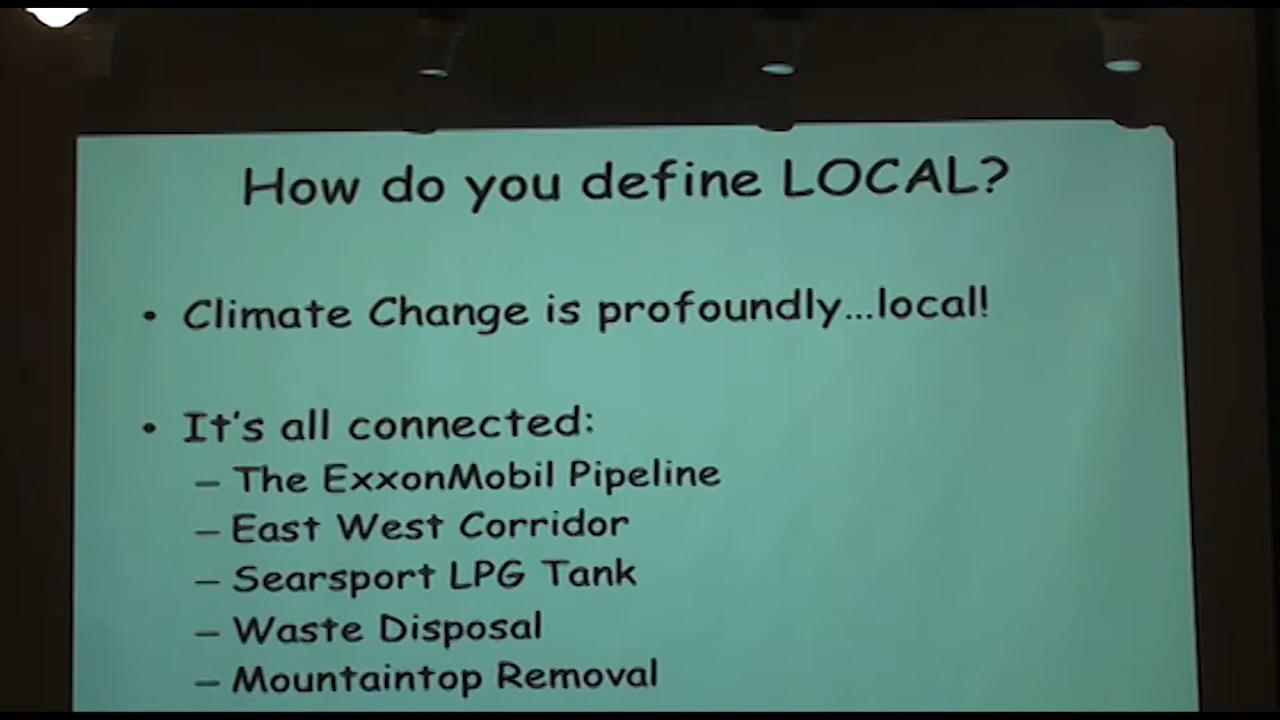 How do you define LOCAL?
• Climate Change is profoundly...local!
• It's all connected:
– The ExxonMobil Pipeline
– East West Corridor
– Searsport LPG Tank
– Waste Disposal
– Mountaintop Removal